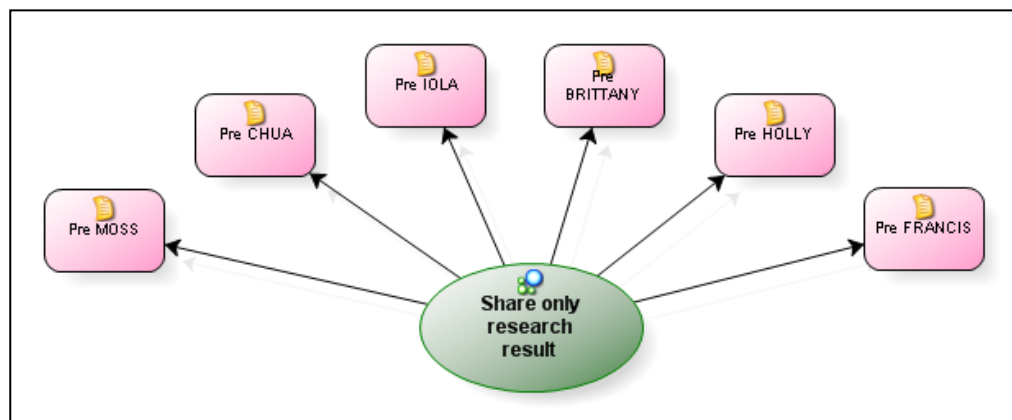 Pre MOSS
Pre CHUA
Pre IOLA
Pre
BRITTANY
Pre HOLLY
Pre FRANCIS
Share only
research
result